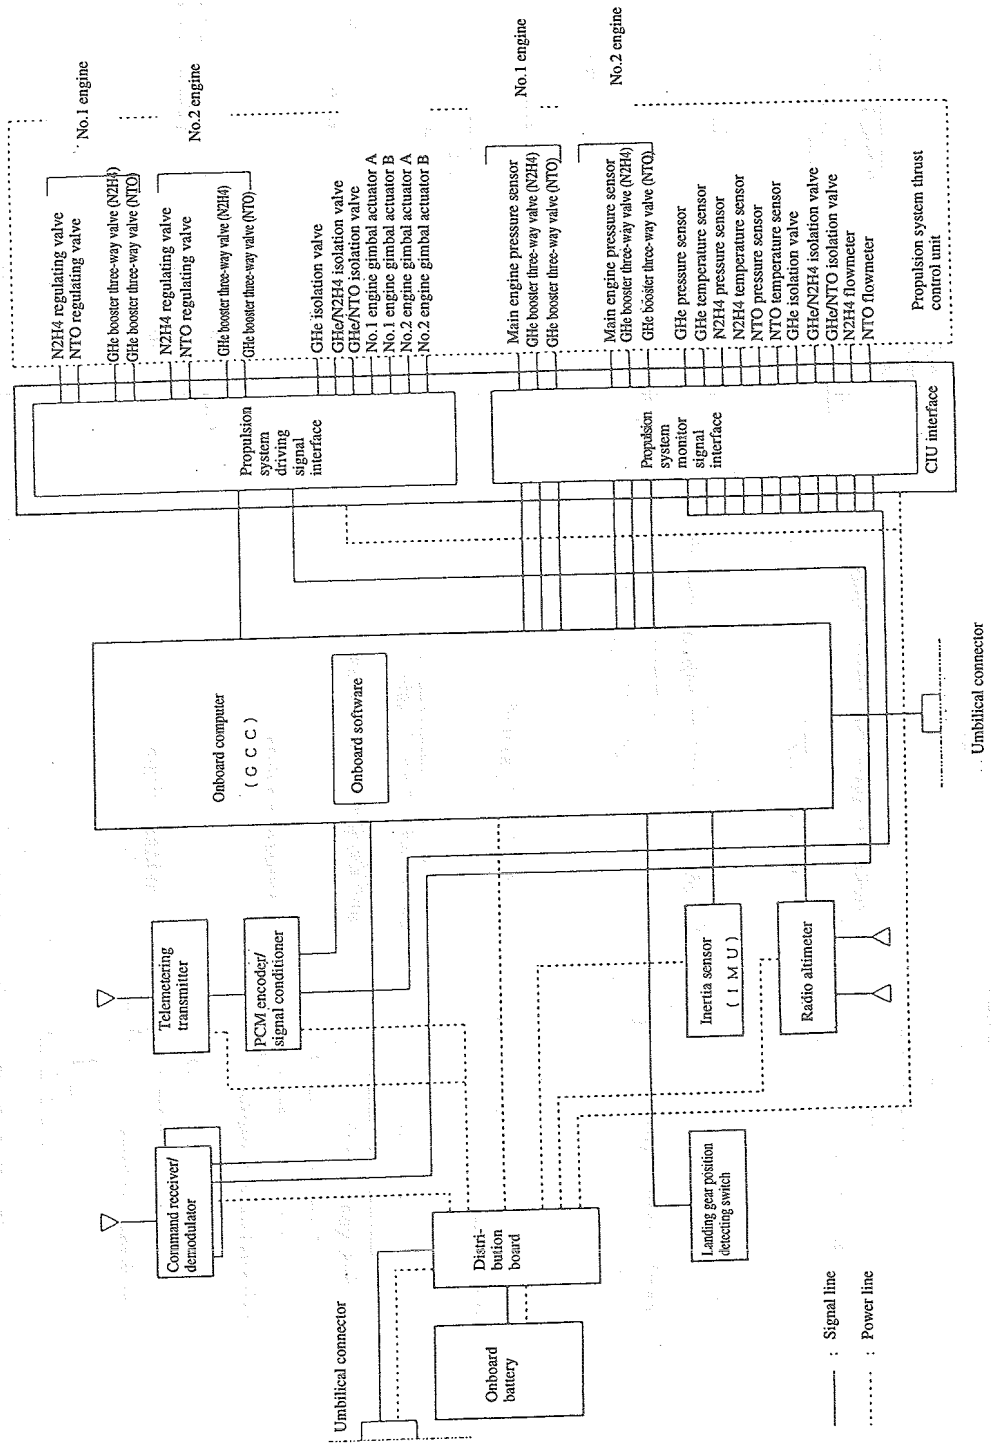 No.1 engine
No.2 engine
No.1 engine
No.2 engine
N2H4 regulating valve
NTO regulating valve
GHe booster three-way valve (N2H4)
GHe booster three-way valve (NTO)
N2H4 regulating valve
NTO regulating valve
GHe booster three-way valve (N2H4)
GHe booster three-way valve (NTO)
GHe isolation valve
GHe/N2H4 isolation valve
GHe/NTO isolation valve
No.1 engine gimbal actuator A
No.1 engine gimbal actuator B
No.2 engine gimbal actuator A
No.2 engine gimbal actuator B
Main engine pressure sensor
GHe booster three-way valve (N2H4)
GHe booster three-way valve (NTO)
Main engine pressure sensor
GHe booster three-way valve (N2H4)
GHe booster three-way valve (NTO)
GHe pressure sensor
GHe temperature sensor
N2H4 pressure sensor
N2H4 temperature sensor
NTO pressure sensor
NTO temperature sensor
GHe isolation valve
GHe/N2H4 isolation valve
GHe/NTO isolation valve
N2H4 flowmeter
NTO flowmeter
Propulsion system thrust
control unit
Propulsion
system
driving
signal
interface
Propulsion
system
monitor
signal
interface
CIU interface
Onboard computer
( G C C )
Onboard software
Umbilical connector
Telemetering
transmitter
PCM encoder/
signal conditioner
Inertia sensor
( I M U )
Radio altimeter
Command receiver/
demodulator
Distri-
bution
board
Landing gear position
detecting switch
Umbilical connector
Onboard
battery
: Signal line
: Power line